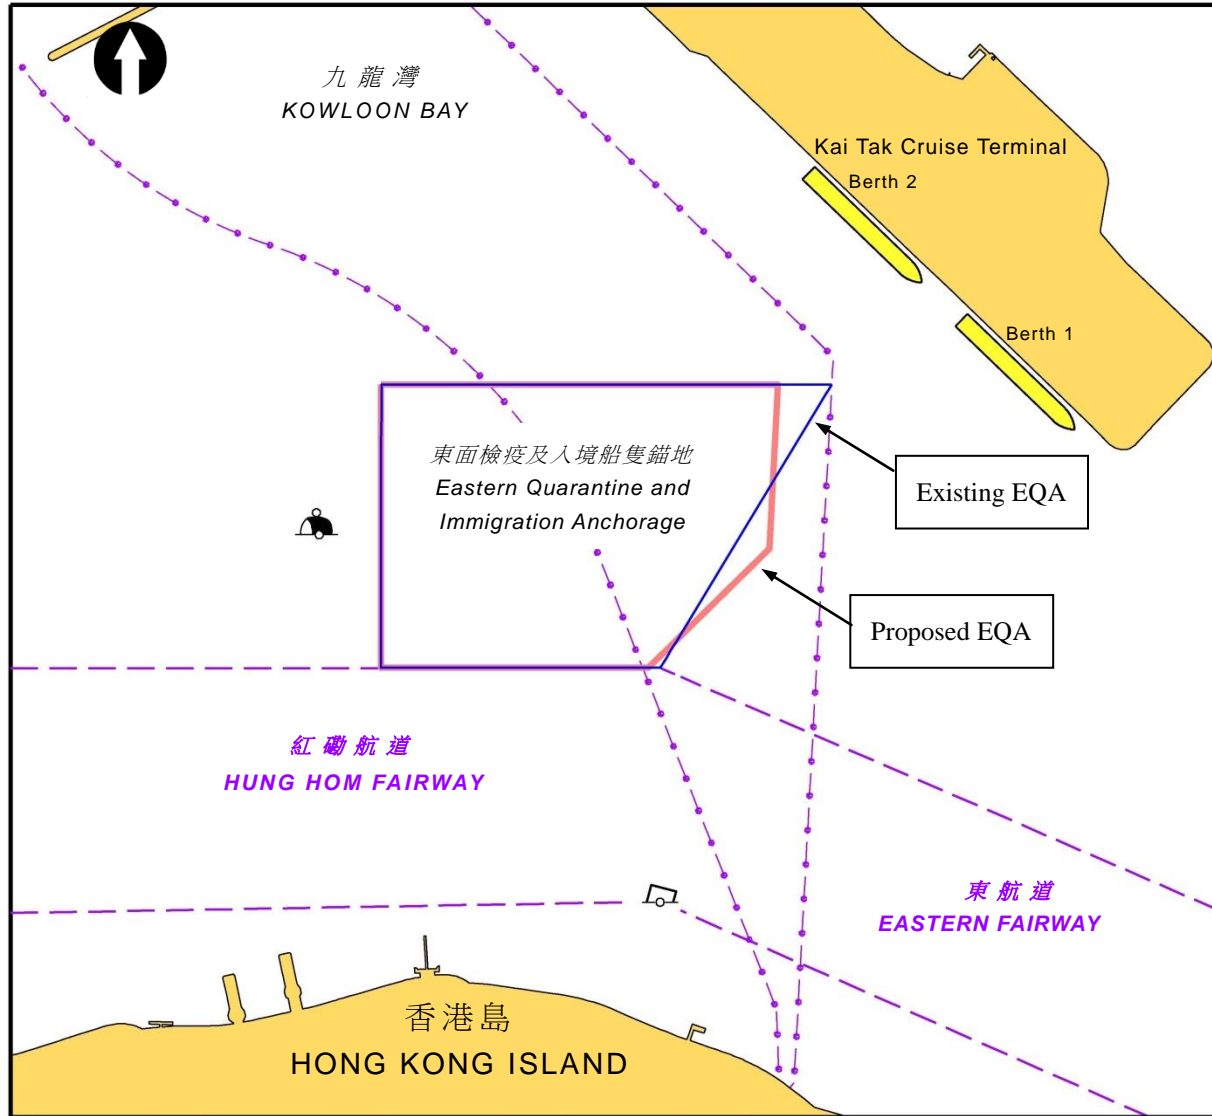 九龍灣
KOWLOON BAY
Kai Tak Cruise Terminal
Berth 2
Berth 1
東面檢疫及入境船隻錨地
Eastern Quarantine and
Immigration Anchorage
Existing EQA
Proposed EQA
紅磡航道
HUNG HOM FAIRWAY
東航道
EASTERN FAIRWAY
香港島
HONG KONG ISLAND